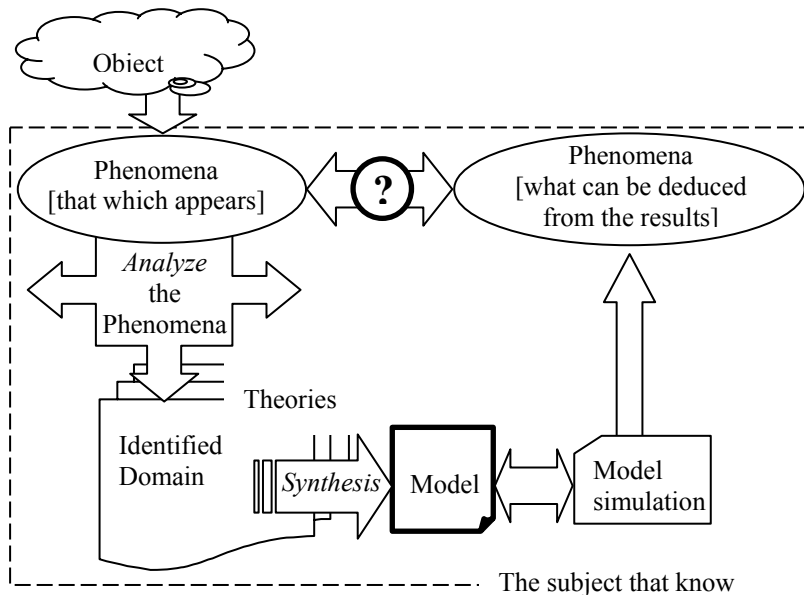 Obiect
Phenomena
[that which appears]
?
Phenomena
[what can be deduced
from the results]
Analyze
the
Phenomena
Theories
Identified
Domain
Synthesis
Model
Model
simulation
The subject that know